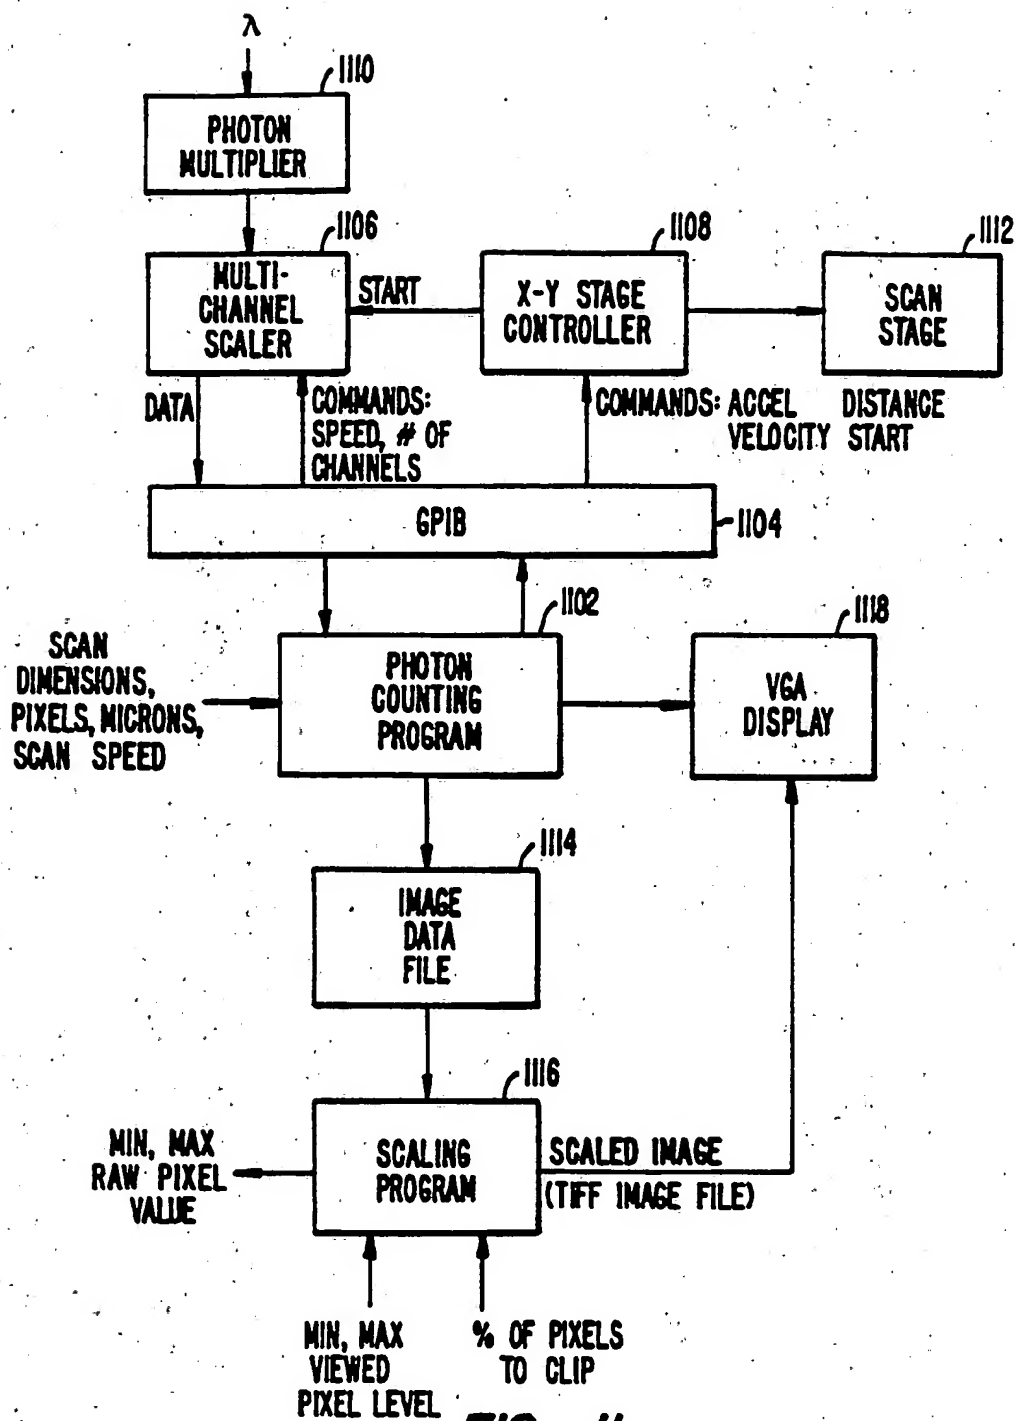 λ
1110
PHOTON
MULTIPLIER
1106
MULTI-
CHANNEL
SCALER
START
1108
X-Y STAGE
CONTROLLER
1112
SCAN
STAGE
DATA
COMMANDS:
SPEED, # OF
CHANNELS
COMMANDS: ACCEL DISTANCE
VELOCITY START
GPIB
1104
1102
SCAN
DIMENSIONS,
PIXELS, MICRONS,
SCAN SPEED
PHOTON
COUNTING
PROGRAM
1118
VGA
DISPLAY
1114
IMAGE
DATA
FILE
1116
MIN, MAX
RAW PIXEL
VALUE
SCALING
PROGRAM
SCALED IMAGE
(TIFF IMAGE FILE)
MIN, MAX
VIEWED
PIXEL LEVEL
% OF PIXELS
TO CLIP